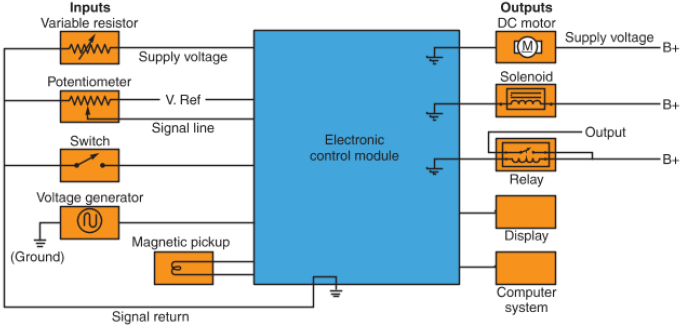 Inputs
Variable resistor
Supply voltage
Potentiometer
V. Ref
Signal line
Switch
Voltage generator
(Ground)
Magnetic pickup
Signal return
Electronic
control module
Outputs
DC motor
M
Supply voltage
B+
Solenoid
B+
Output
B+
Relay
Display
Computer
system